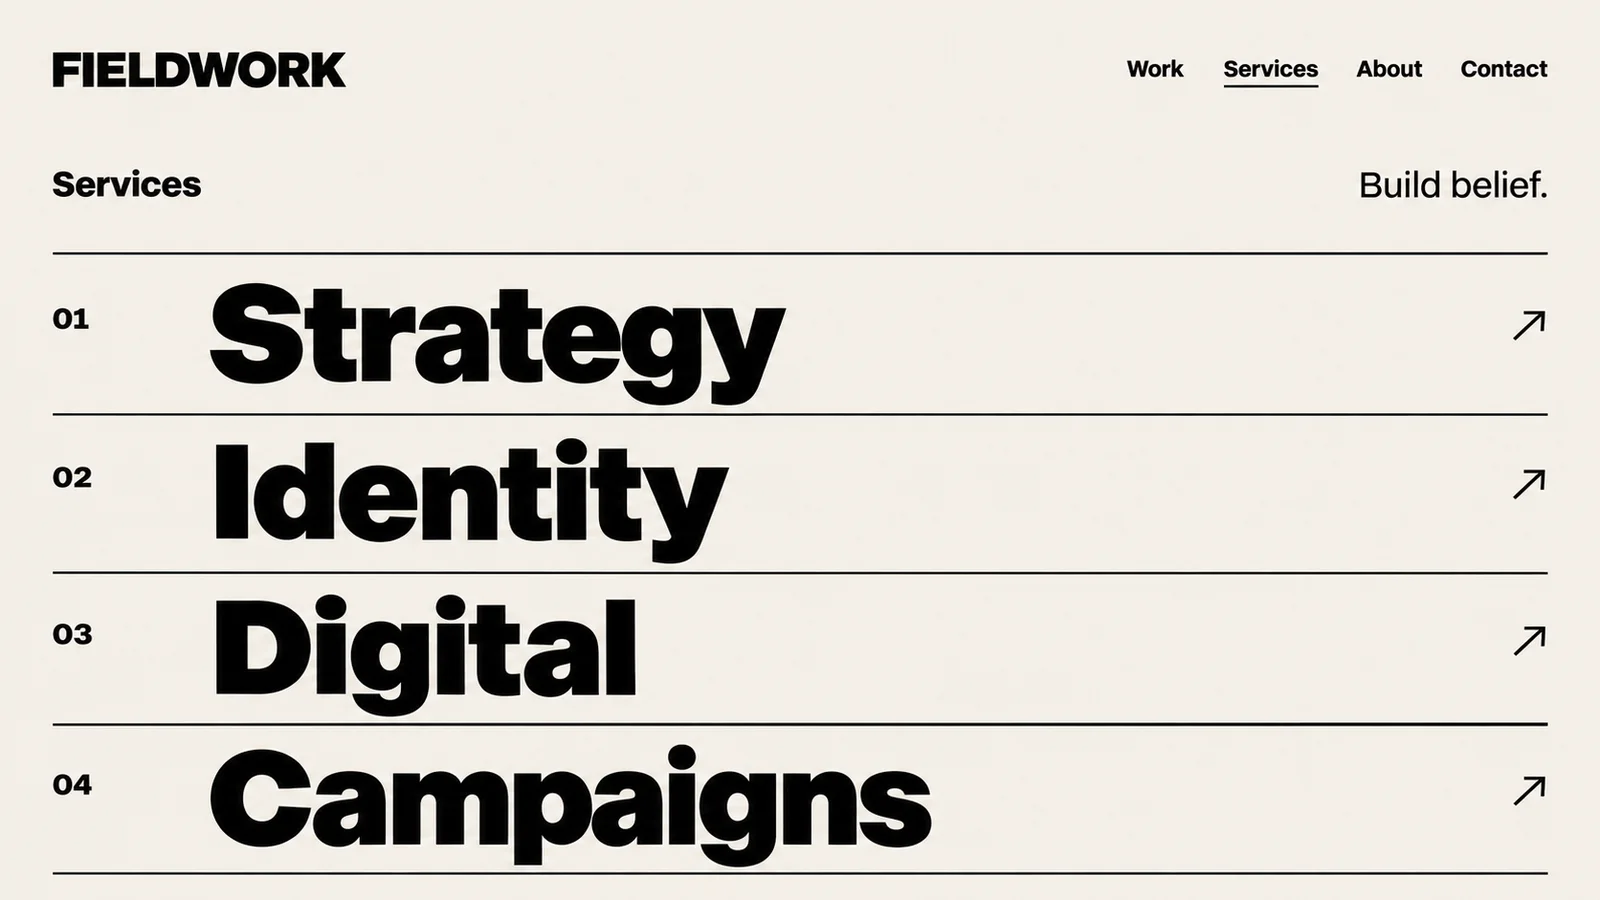 FIELDWORK
Work Services About Contact
Services
Build belief.
01 Strategy
02 Identity
03 Digital
04 Campaigns